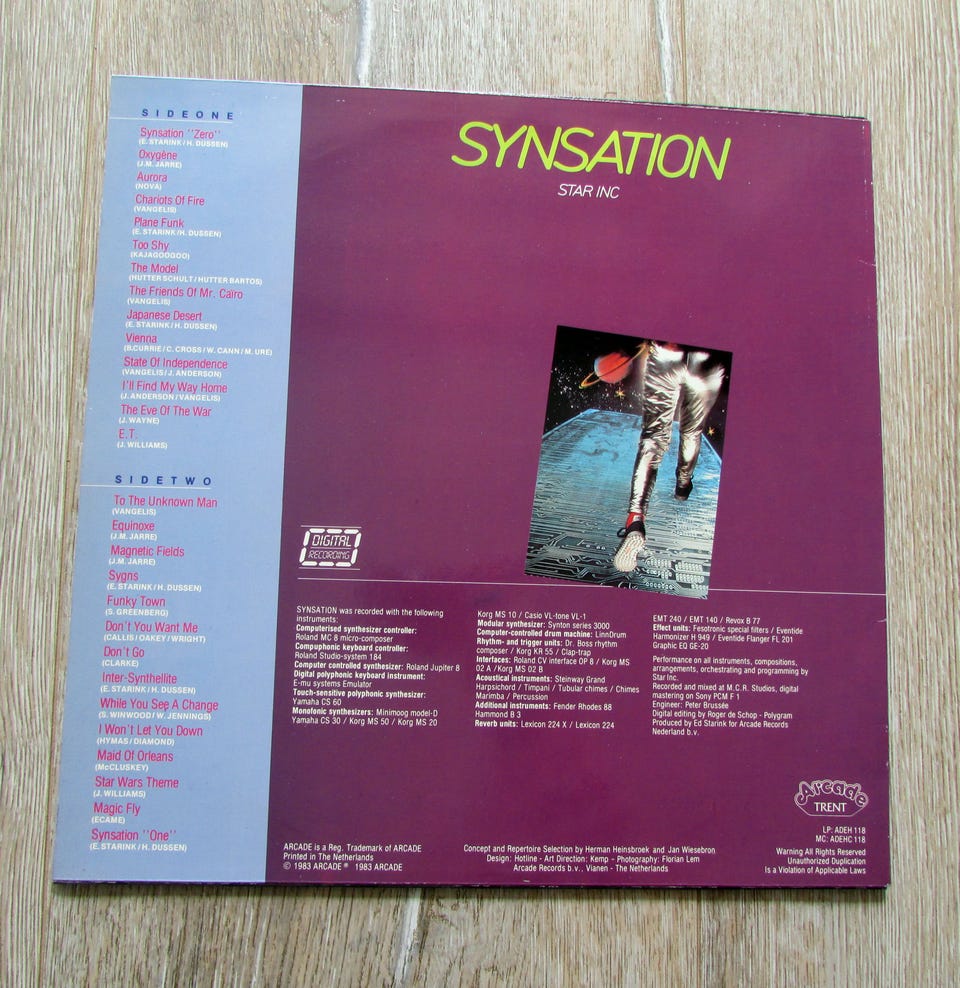 SIDE ONE
Synsation ''Zero''
(E. STARINK / H. DUSSEN)
Oxygène
(J.M. JARRE)
Aurora
(NOVA)
Chariots Of Fire
(VANGELIS)
Plane Funk
(E. STARINK / H. DUSSEN)
Too Shy
(KAJAGOOGOO)
The Model
(HUTTER SCHULT / HUTTER BARTOS)
The Friends Of Mr. Caïro
(VANGELIS)
Japanese Desert
(E. STARINK / H. DUSSEN)
Vienna
(B.CURRIE / C. CROSS / W. CANN / M. URE)
State Of Independence
(VANGELIS / J. ANDERSON)
I'll Find My Way Home
(J. ANDERSON / VANGELIS)
The Eve Of The War
(J. WAYNE)
E.T.
(J. WILLIAMS)
SIDE TWO
To The Unknown Man
(VANGELIS)
Equinoxe
(J.M. JARRE)
Magnetic Fields
(J.M. JARRE)
Sygns
(E. STARINK / H. DUSSEN)
Funky Town
(S. GREENBERG)
Don't You Want Me
(CALLIS / OAKEY / WRIGHT)
Don't Go
(CLARKE)
Inter-Synthellite
(E. STARINK / H. DUSSEN)
While You See A Change
(S. WINWOOD / W. JENNINGS)
I Won't Let You Down
(HYMAS / DIAMOND)
Maid Of Orleans
(McCLUSKEY)
Star Wars Theme
(J. WILLIAMS)
Magic Fly
(ECAME)
Synsation ''One''
(E. STARINK / H. DUSSEN)
SYNSATION
STAR INC
DIGITAL
RECORDING
SYNSATION was recorded with the following
instruments:
Computerised synthesizer controller:
Roland MC 8 micro-composer
Compuphonic keyboard controller:
Roland Studio-system 184
Computer controlled synthesizer: Roland Jupiter 8
Digital polyphonic keyboard instrument:
E-mu systems Emulator
Touch-sensitive polyphonic synthesizer:
Yamaha CS 60
Monofonic synthesizers: Minimoog model-D
Yamaha CS 30 / Korg MS 50 / Korg MS 20
Korg MS 10 / Casio VL-tone VL-1
Modular synthesizer: Synton series 3000
Computer-controlled drum machine: LinnDrum
Rhythm- and trigger units: Dr. Boss rhythm
composer / Korg KR 55 / Clap-trap
Interfaces: Roland CV interface OP 8 / Korg MS
02 A / Korg MS 02 B
Acoustical instruments: Steinway Grand
Harpsichord / Timpani / Tubular chimes / Chimes
Marimba / Percussion
Additional instruments: Fender Rhodes 88
Hammond B 3
Reverb units: Lexicon 224 X / Lexicon 224
EMT 240 / EMT 140 / Revox B 77
Effect units: Fesotronic special filters / Eventide
Harmonizer H 949 / Eventide Flanger FL 201
Graphic EQ GE-20
Performance on all instruments, compositions,
arrangements, orchestrating and programming by
Star Inc.
Recorded and mixed at M.C.R. Studios, digital
mastering on Sony PCM F 1
Engineer: Peter Brussée
Digital editing by Roger de Schop - Polygram
Produced by Ed Starink for Arcade Records
Nederland b.v.
Arcade
TRENT
LP: ADEH 118
MC: ADEHC 118
Warning All Rights Reserved
Unauthorized Duplication
Is a Violation of Applicable Laws
ARCADE is a Reg. Trademark of ARCADE
Printed in The Netherlands
© 1983 ARCADE ℗ 1983 ARCADE
Concept and Repertoire Selection by Herman Heinsbroek and Jan Wiesebron
Design: Hotline - Art Direction: Kemp - Photography: Florian Lem
Arcade Records b.v., Vianen - The Netherlands